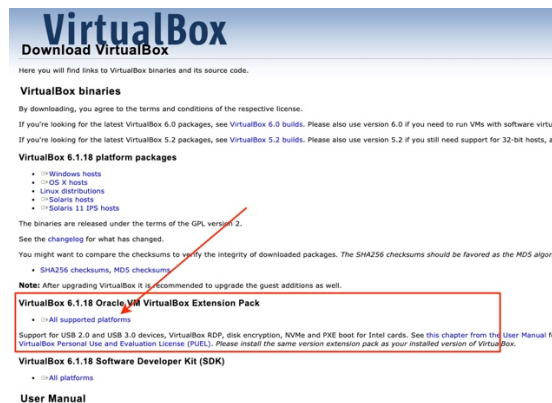 VirtualBox
Download VirtualBox
Here you will find links to VirtualBox binaries and its source code.
VirtualBox binaries
By downloading, you agree to the terms and conditions of the respective license.
If you're looking for the latest VirtualBox 6.0 packages, see VirtualBox 6.0 builds. Please also use version 6.0 if you need to run VMs with software virtu
If you're looking for the latest VirtualBox 5.2 packages, see VirtualBox 5.2 builds. Please also use version 5.2 if you still need support for 32-bit hosts, a
VirtualBox 6.1.18 platform packages
Windows hosts
OS X hosts
Linux distributions
Solaris hosts
Solaris 11 IPS hosts
The binaries are released under the terms of the GPL version 2.
See the changelog for what has changed.
You might want to compare the checksums to verify the integrity of downloaded packages. The SHA256 checksums should be favored as the MD5 algor
SHA256 checksums, MD5 checksums
Note: After upgrading VirtualBox it is recommended to upgrade the guest additions as well.
VirtualBox 6.1.18 Oracle VM VirtualBox Extension Pack
All supported platforms
Support for USB 2.0 and USB 3.0 devices, VirtualBox RDP, disk encryption, NVMe and PXE boot for Intel cards. See this chapter from the User Manual f
VirtualBox Personal Use and Evaluation License (PUEL). Please install the same version extension pack as your installed version of VirtualBox.
VirtualBox 6.1.18 Software Developer Kit (SDK)
All platforms
User Manual